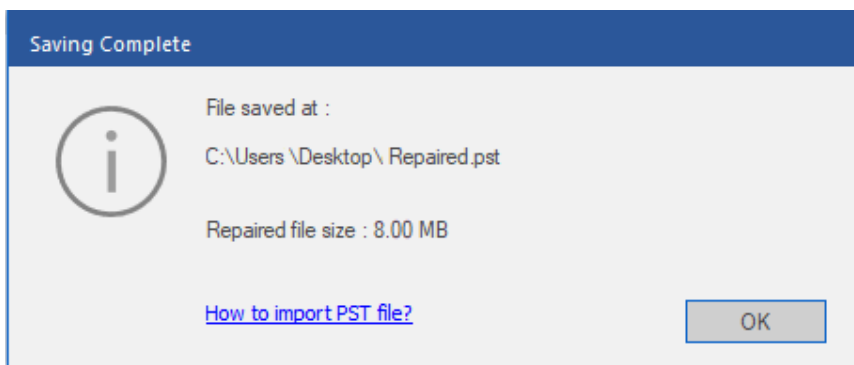 Saving Complete
File saved at :
C:\Users \Desktop\ Repaired.pst
Repaired file size : 8.00 MB
How to import PST file?
OK